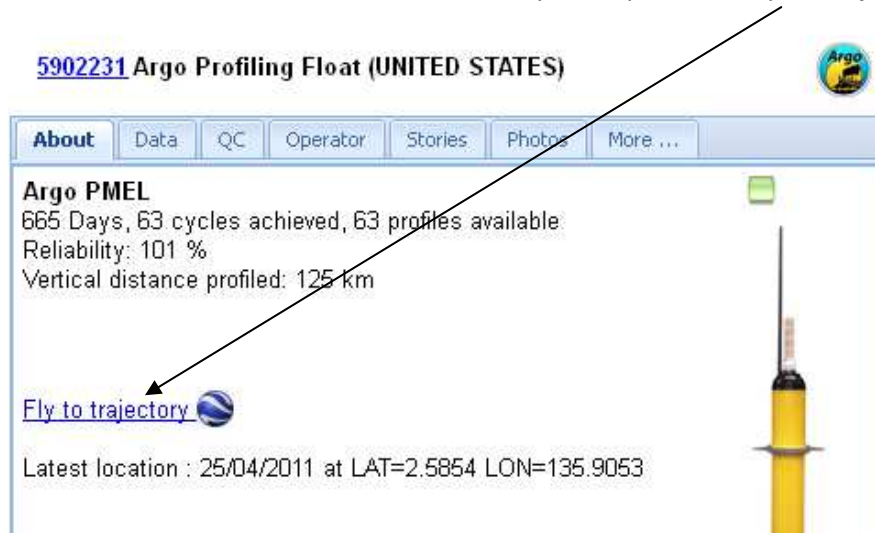 5902231 Argo Profiling Float (UNITED STATES)
Argo
About Data QC Operator Stories Photos More ...
Argo PMEL
665 Days, 63 cycles achieved, 63 profiles available
Reliability: 101 %
Vertical distance profiled: 125 km
Fly to trajectory
Latest location : 25/04/2011 at LAT=2.5854 LON=135.9053